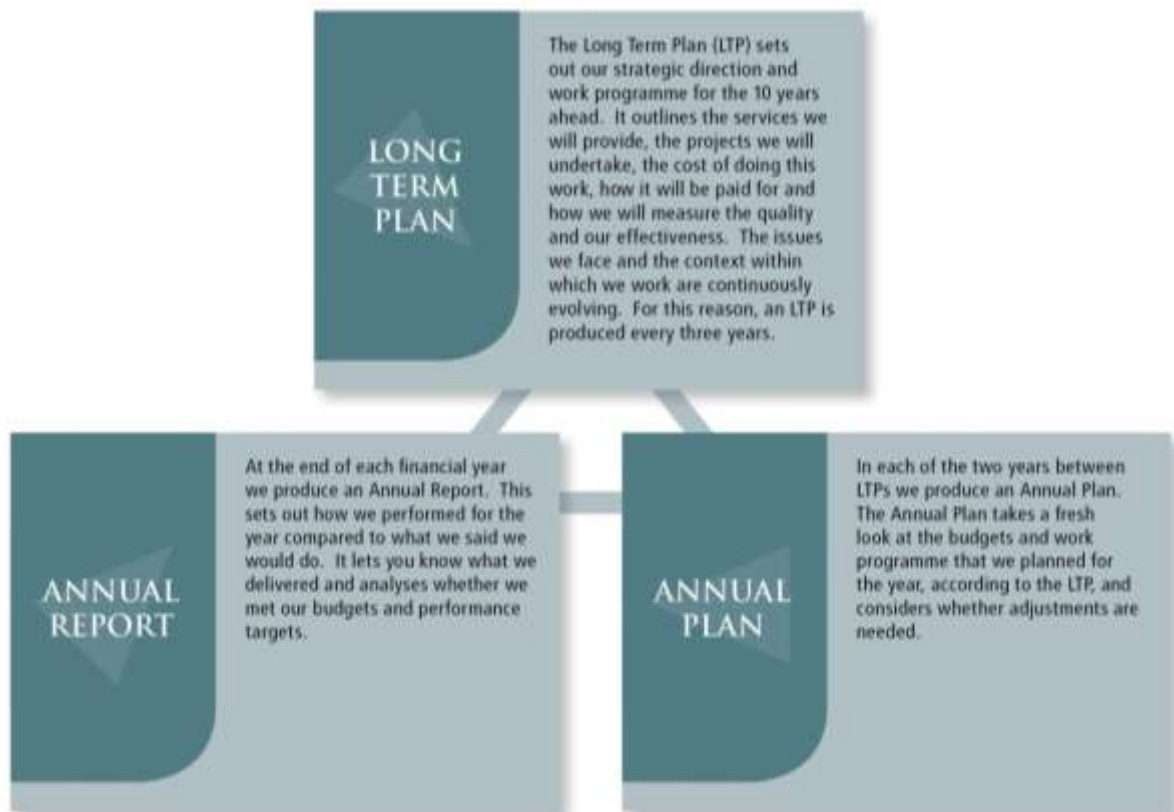 LONG
TERM
PLAN
The Long Term Plan (LTP) sets
out our strategic direction and
work programme for the 10 years
ahead. It outlines the services we
will provide, the projects we will
undertake, the cost of doing this
work, how it will be paid for and
how we will measure the quality
and our effectiveness. The issues
we face and the context within
which we work are continuously
evolving. For this reason, an LTP is
produced every three years.
ANNUAL
REPORT
At the end of each financial year
we produce an Annual Report. This
sets out how we performed for the
year compared to what we said we
would do. It lets you know what we
delivered and analyses whether we
met our budgets and performance
targets.
ANNUAL
PLAN
In each of the two years between
LTPs we produce an Annual Plan.
The Annual Plan takes a fresh
look at the budgets and work
programme that we planned for
the year, according to the LTP, and
considers whether adjustments are
needed.